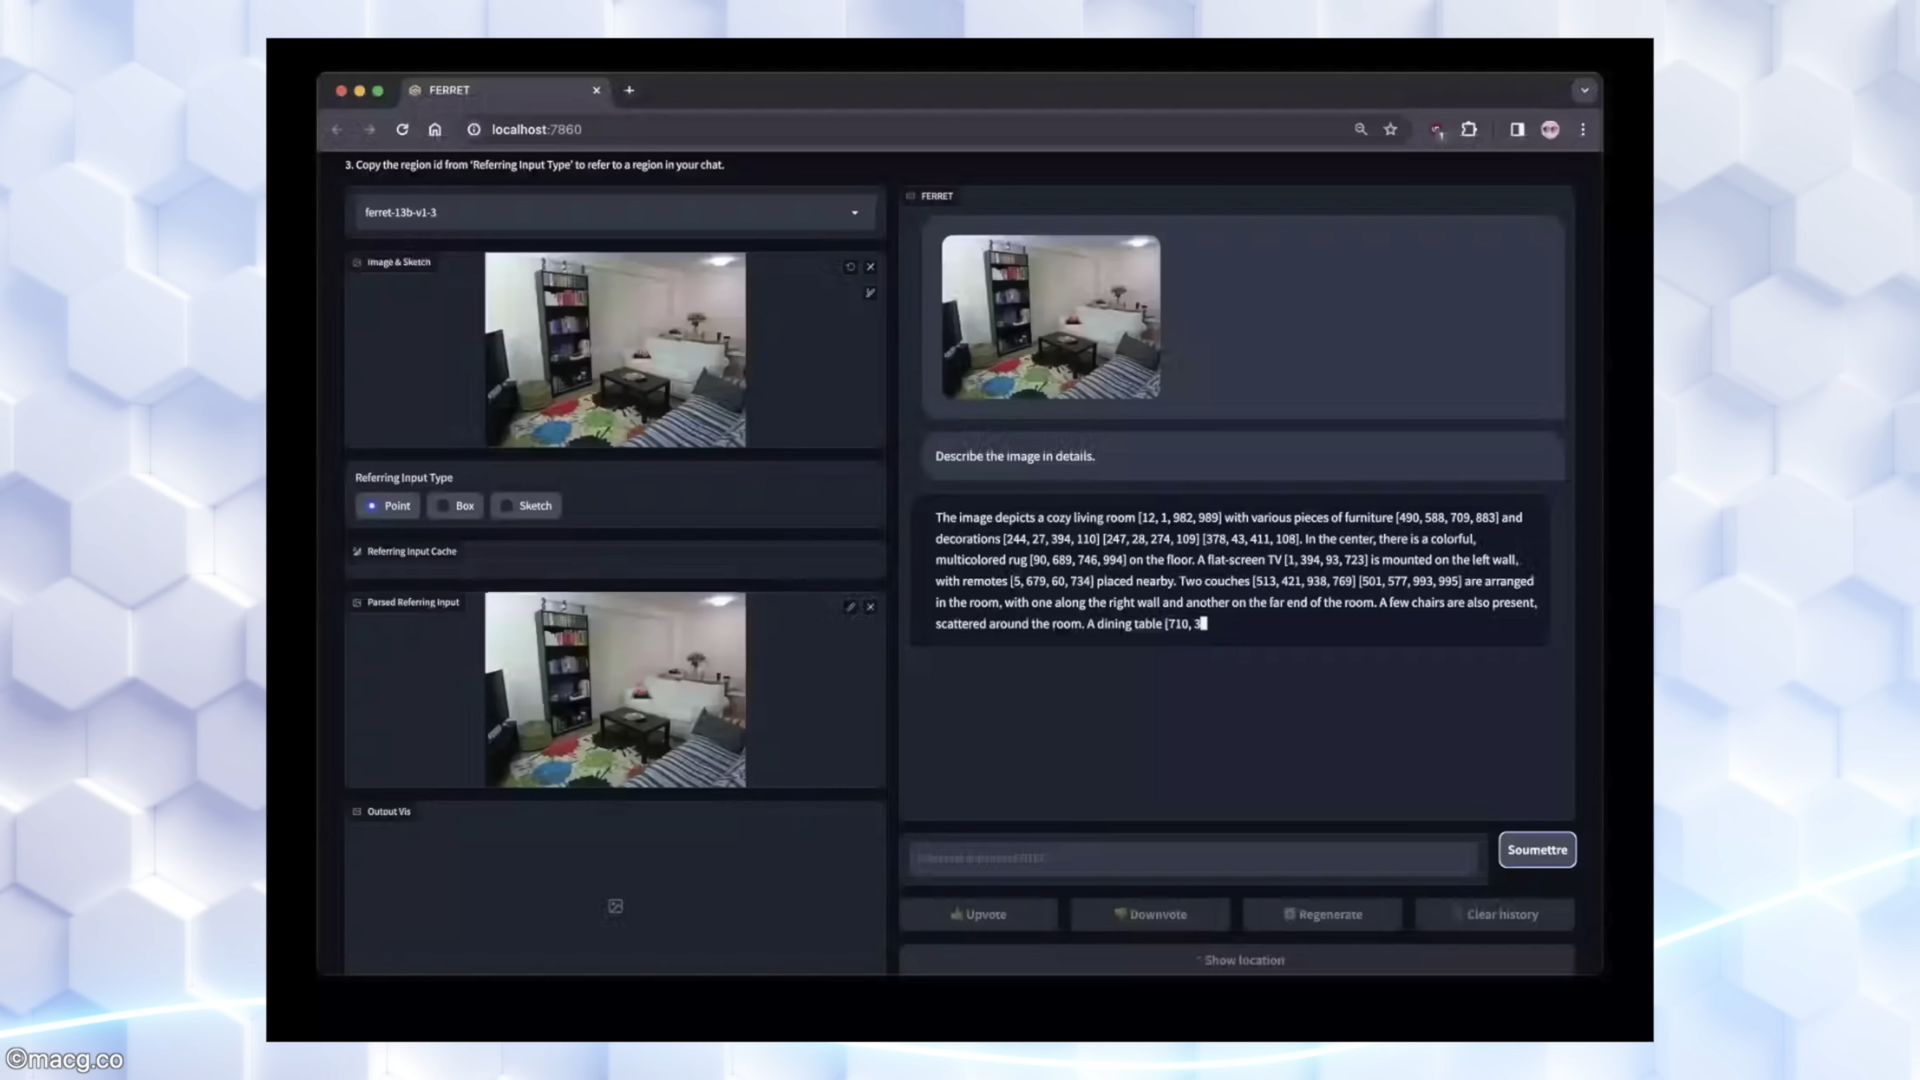 FERRET
localhost:7860
3. Copy the region id from 'Referring Input Type' to refer to a region in your chat.
ferret-13b-v1-3
Image & Sketch
Referring Input Type
Point
Box
Sketch
Referring Input Cache
Parsed Referring Input
Output Vis
FERRET
Describe the image in details.
The image depicts a cozy living room [12, 1, 982, 989] with various pieces of furniture [490, 588, 709, 883] and
decorations [244, 27, 394, 110] [247, 28, 274, 109] [378, 43, 411, 108]. In the center, there is a colorful,
multicolored rug [90, 689, 746, 994] on the floor. A flat-screen TV [1, 394, 93, 723] is mounted on the left wall,
with remotes [5, 679, 60, 734] placed nearby. Two couches [513, 421, 938, 769] [501, 577, 993, 995] are arranged
in the room, with one along the right wall and another on the far end of the room. A few chairs are also present,
scattered around the room. A dining table [710, 3
Soumettre
Upvote
Downvote
Regenerate
Clear history
Show location
©macg.co